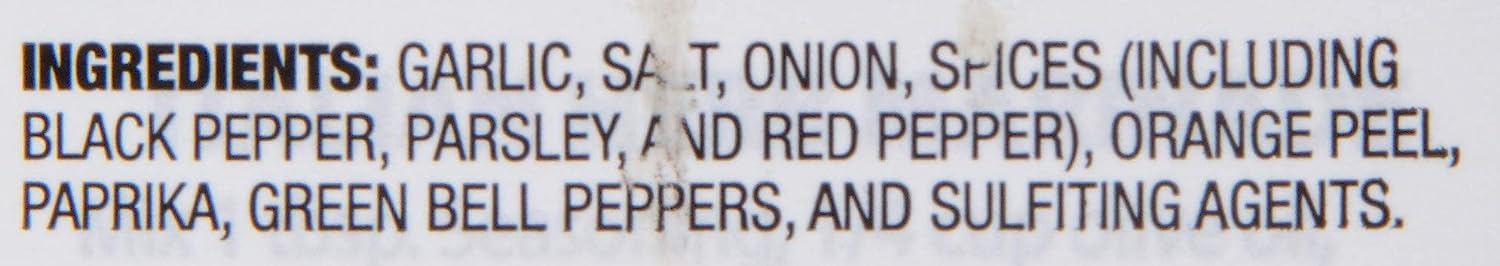 INGREDIENTS: GARLIC, SALT, ONION, SPICES (INCLUDING
BLACK PEPPER, PARSLEY, AND RED PEPPER), ORANGE PEEL,
PAPRIKA, GREEN BELL PEPPERS, AND SULFITING AGENTS.